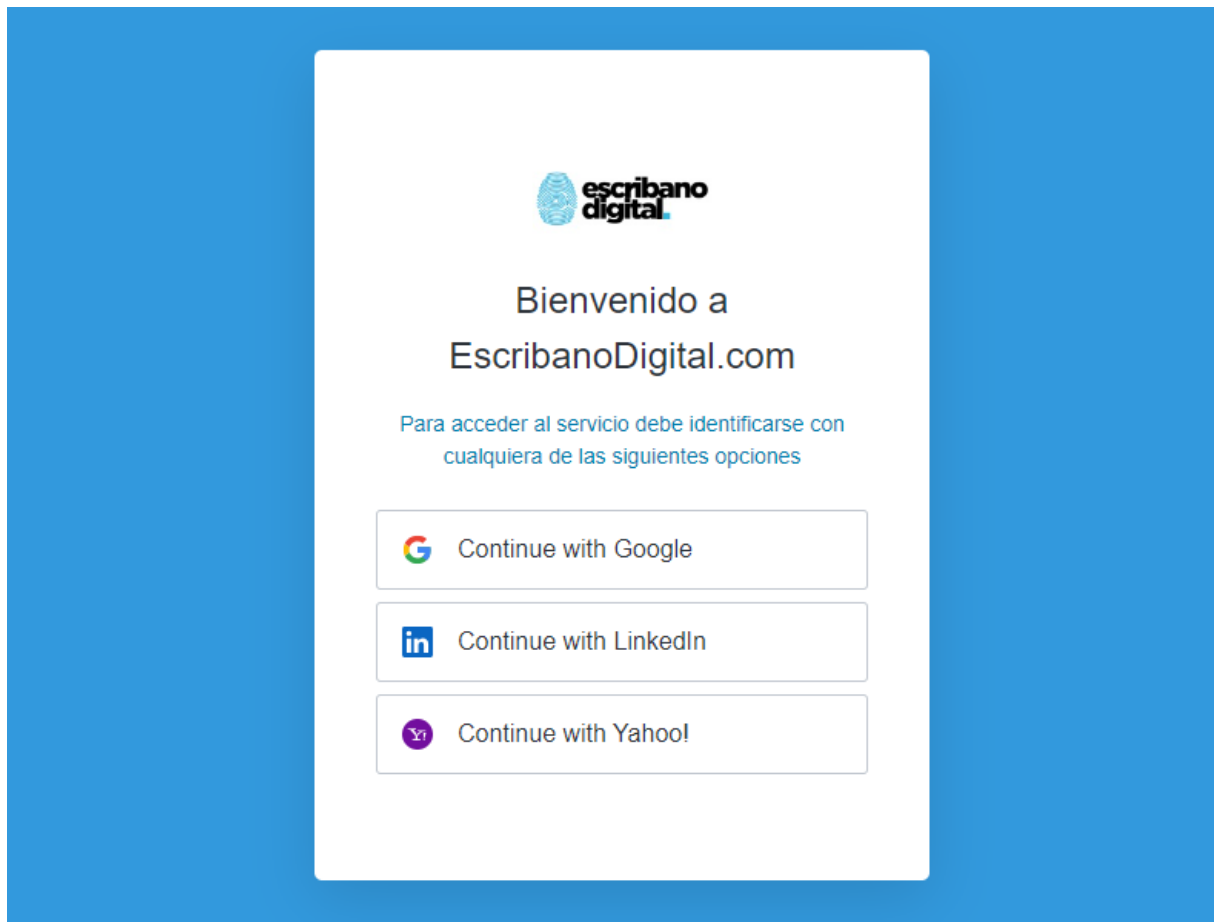 escribano
digital.
Bienvenido a
EscribanoDigital.com
Para acceder al servicio debe identificarse con
cualquiera de las siguientes opciones
Continue with Google
in Continue with LinkedIn
Y! Continue with Yahoo!